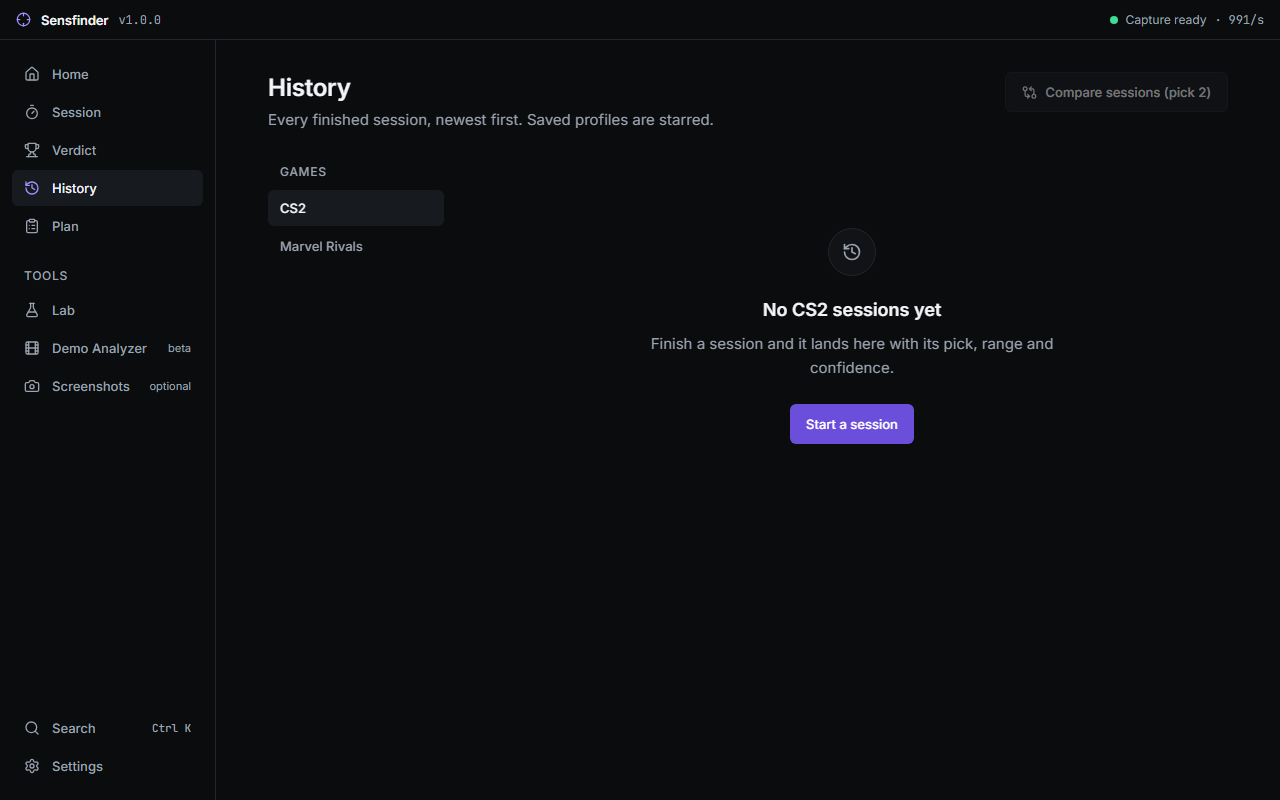 Sensfinder v1.0.0
Capture ready · 991/s
Home
Session
Verdict
History
Plan
TOOLS
Lab
Demo Analyzer beta
Screenshots optional
Search Ctrl K
Settings
History
Every finished session, newest first. Saved profiles are starred.
Compare sessions (pick 2)
GAMES
CS2
Marvel Rivals
No CS2 sessions yet
Finish a session and it lands here with its pick, range and
confidence.
Start a session